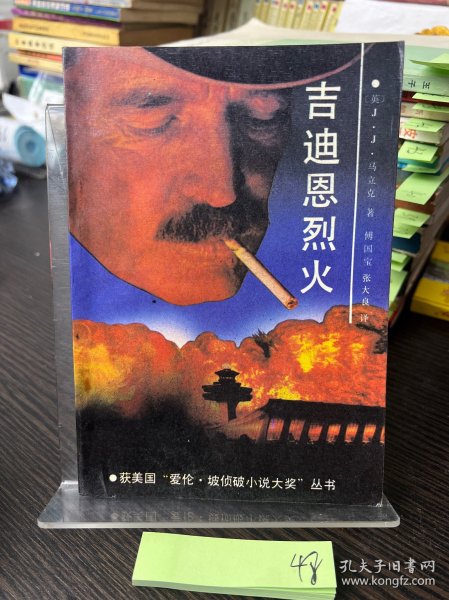 吉迪恩烈火
●〔英〕J·J·马立克 著 傅国宝 张大良 译
●获美国“爱伦·坡侦破小说大奖”丛书
48
孔夫子旧书网
www.kongfz.com